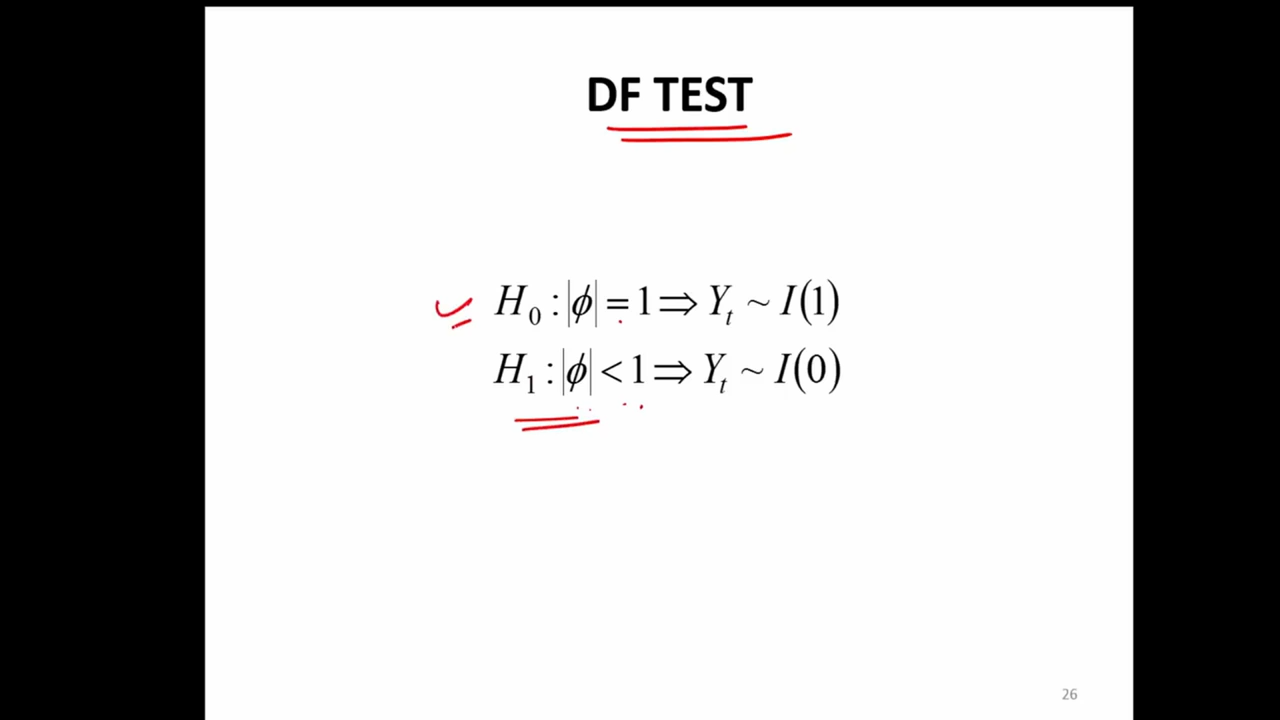 DF TEST
H₀ : |ϕ| = 1 ⇒ Yₜ ~ I(1)
H₁ : |ϕ| < 1 ⇒ Yₜ ~ I(0)
26